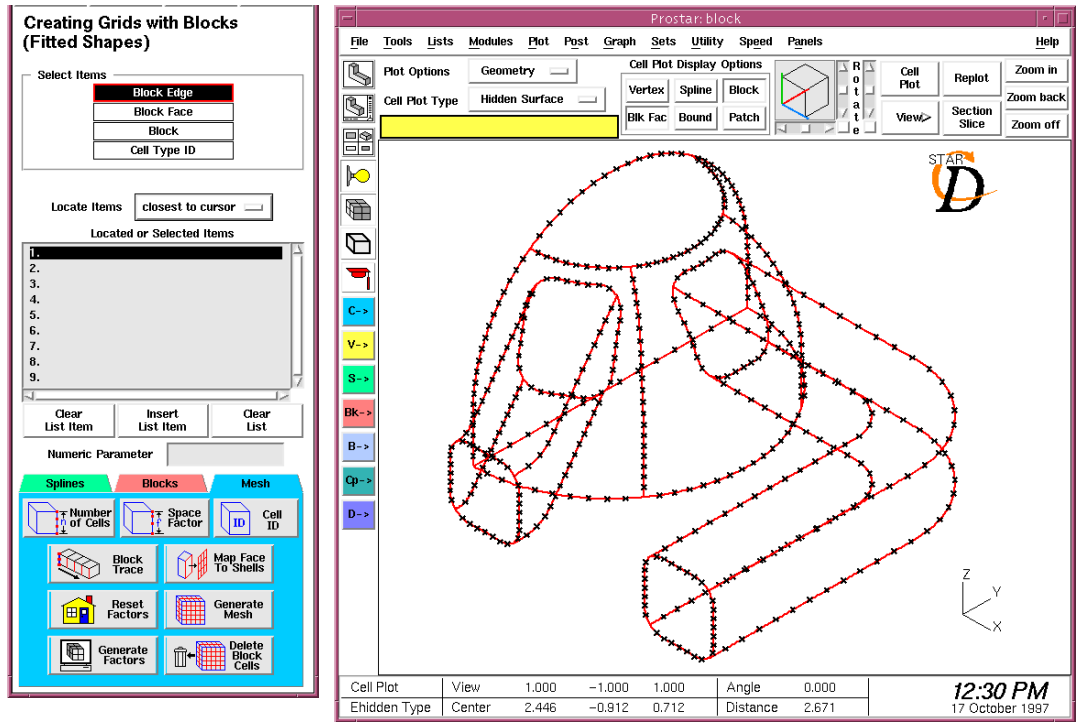 Creating Grids with Blocks
(Fitted Shapes)
Select Items
Block Edge
Block Face
Block
Cell Type ID
Locate Items closest to cursor
Located or Selected Items
1.
2.
3.
4.
5.
6.
7.
8.
9.
Clear List Item
Insert List Item
Clear List
Numeric Parameter
Splines Blocks Mesh
n Number of Cells
f Space Factor
ID Cell ID
Block Trace
Map Face To Shells
Reset Factors
Generate Mesh
Generate Factors
Delete Block Cells
Prostar: block
File Tools Lists Modules Plot Post Graph Sets Utility Speed Panels Help
Plot Options Geometry
Cell Plot Type Hidden Surface
Cell Plot Display Options
Vertex Spline Block
Blk Fac Bound Patch
Rotate
Cell Plot
Replot
Zoom in
Zoom back
View>
Section Slice
Zoom off
C->
V->
S->
Bk->
B->
Cp->
D->
STAR
CD
Z
Y
X
Cell Plot View 1.000 -1.000 1.000 Angle 0.000
Ehidden Type Center 2.446 -0.912 0.712 Distance 2.671
12:30 PM
17 October 1997